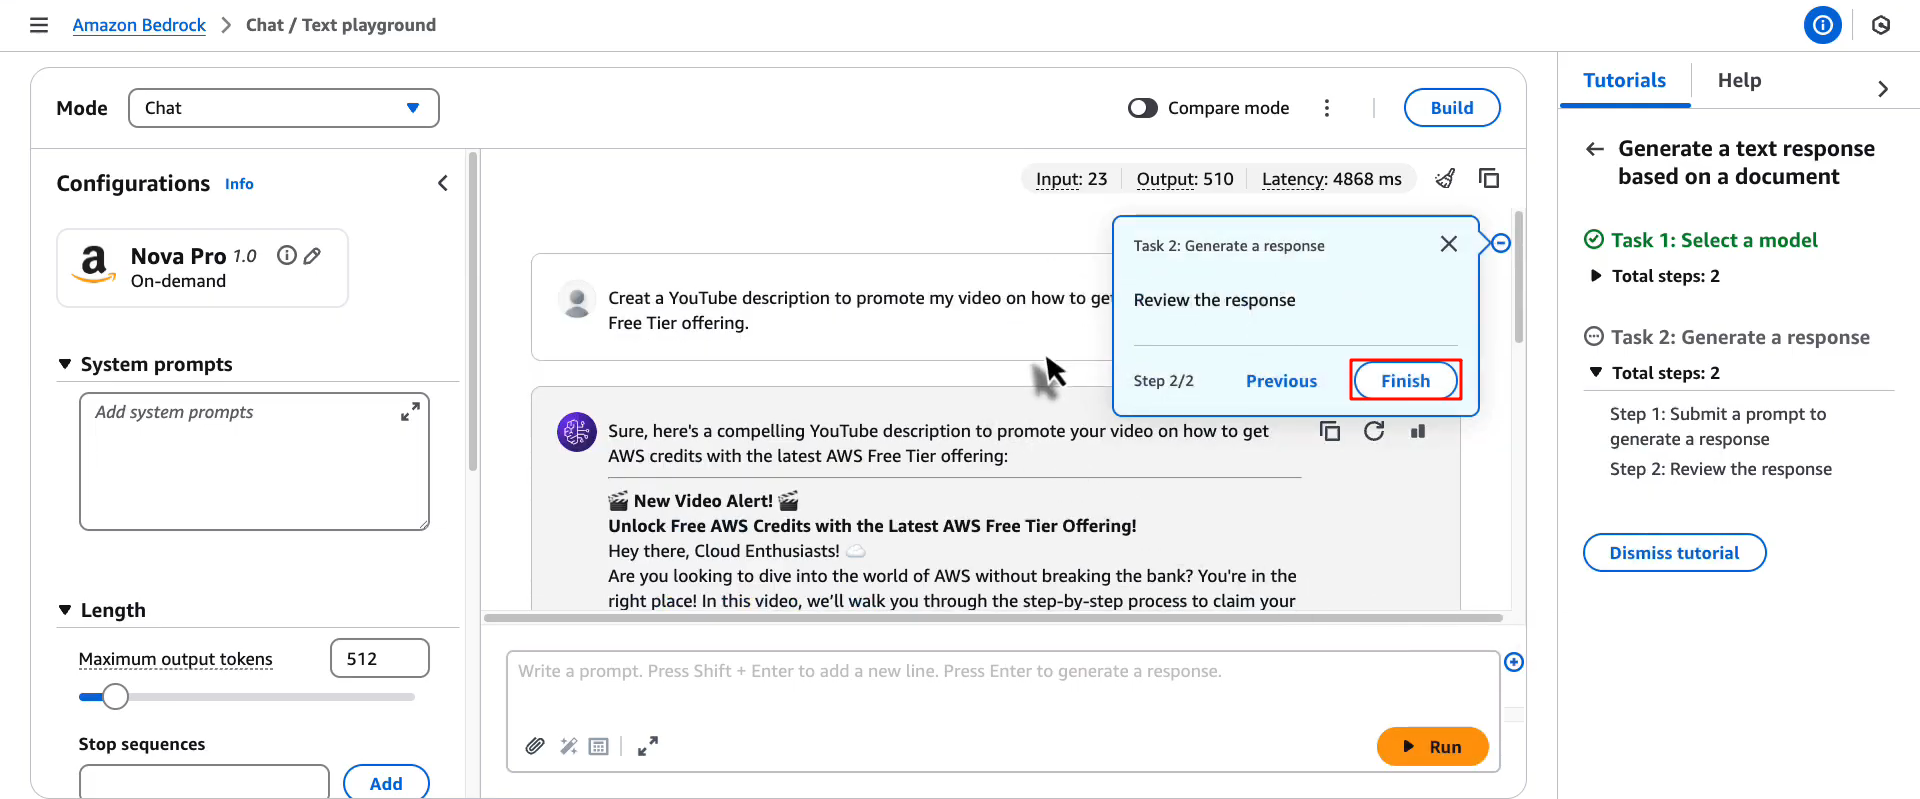 Amazon Bedrock > Chat / Text playground
Mode
Chat
Compare mode
Build
Configurations Info
Nova Pro 1.0
On-demand
System prompts
Add system prompts
Length
Maximum output tokens
512
Stop sequences
Add
Input: 23
Output: 510
Latency: 4868 ms
Creat a YouTube description to promote my video on how to get
Free Tier offering.
Task 2: Generate a response
Review the response
Step 2/2
Previous
Finish
Sure, here's a compelling YouTube description to promote your video on how to get
AWS credits with the latest AWS Free Tier offering:
🎬 New Video Alert! 🎬
Unlock Free AWS Credits with the Latest AWS Free Tier Offering!
Hey there, Cloud Enthusiasts! ☁️
Are you looking to dive into the world of AWS without breaking the bank? You're in the
right place! In this video, we’ll walk you through the step-by-step process to claim your
Write a prompt. Press Shift + Enter to add a new line. Press Enter to generate a response.
Run
Tutorials
Help
Generate a text response
based on a document
Task 1: Select a model
Total steps: 2
Task 2: Generate a response
Total steps: 2
Step 1: Submit a prompt to
generate a response
Step 2: Review the response
Dismiss tutorial